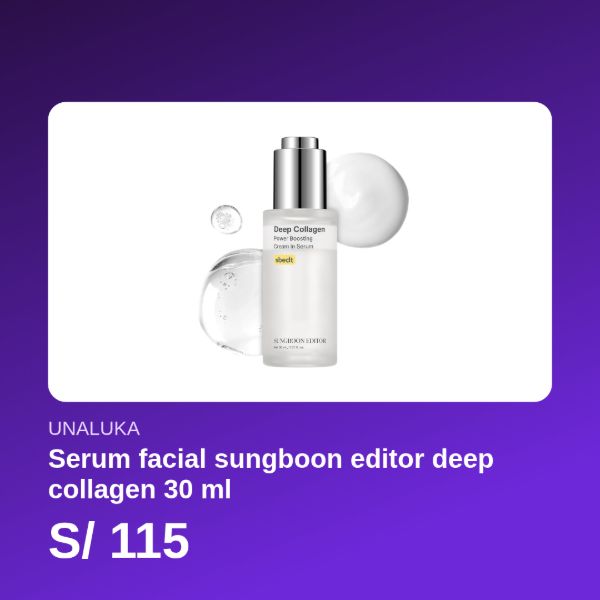 Deep Collagen
Power Boosting
Cream In Serum
sbedt
SUNGBOON EDITOR
UNALUKA
Serum facial sungboon editor deep
collagen 30 ml
S/ 115